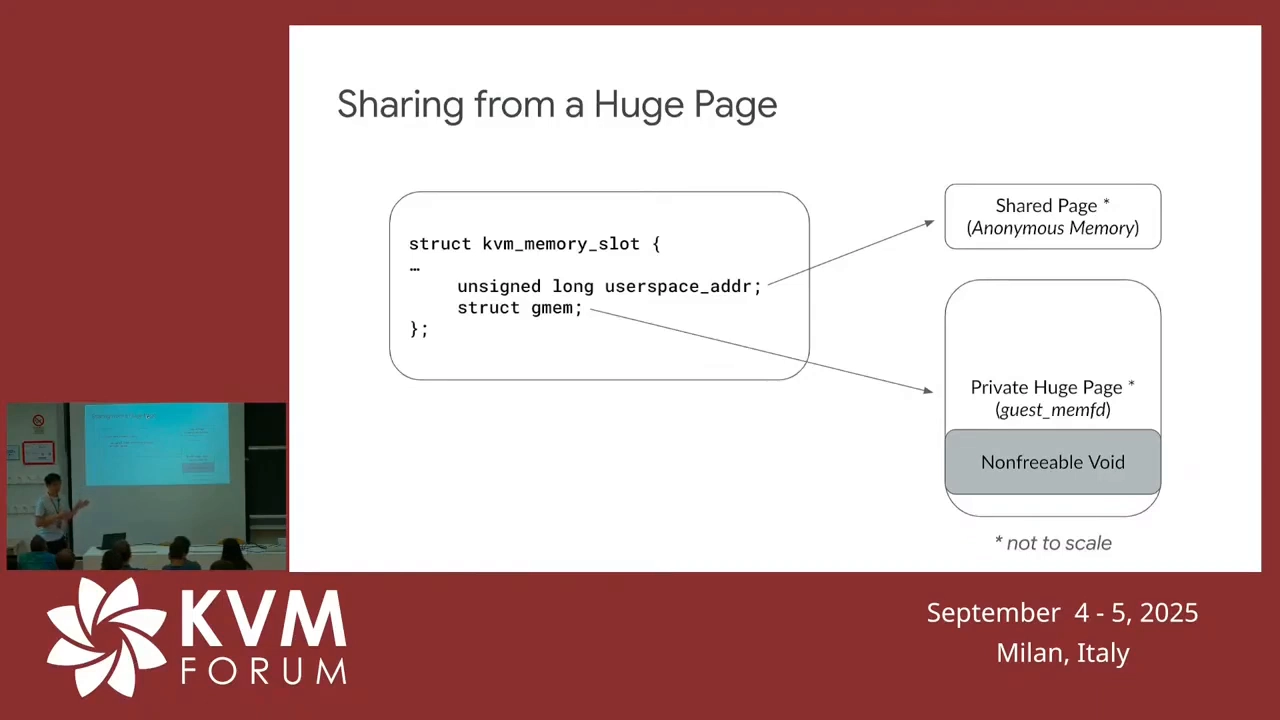 Sharing from a Huge Page
struct kvm_memory_slot {
…
unsigned long userspace_addr;
struct gmem;
};
Shared Page *
(Anonymous Memory)
Private Huge Page *
(guest_memfd)
Nonfreeable Void
* not to scale
KVM
FORUM
September 4 - 5, 2025
Milan, Italy